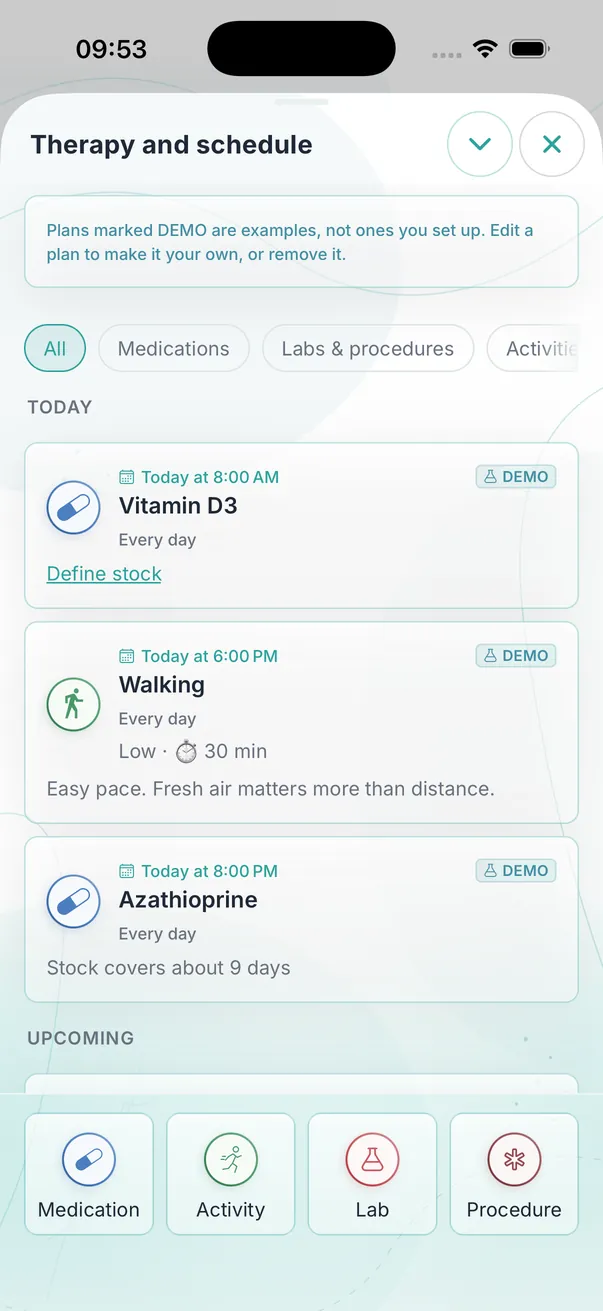 09:53
Therapy and schedule
Plans marked DEMO are examples, not ones you set up. Edit a
plan to make it your own, or remove it.
All
Medications
Labs & procedures
Activitie
TODAY
Today at 8:00 AM
DEMO
Vitamin D3
Every day
Define stock
Today at 6:00 PM
DEMO
Walking
Every day
Low · ⏱ 30 min
Easy pace. Fresh air matters more than distance.
Today at 8:00 PM
DEMO
Azathioprine
Every day
Stock covers about 9 days
UPCOMING
Medication
Activity
Lab
Procedure